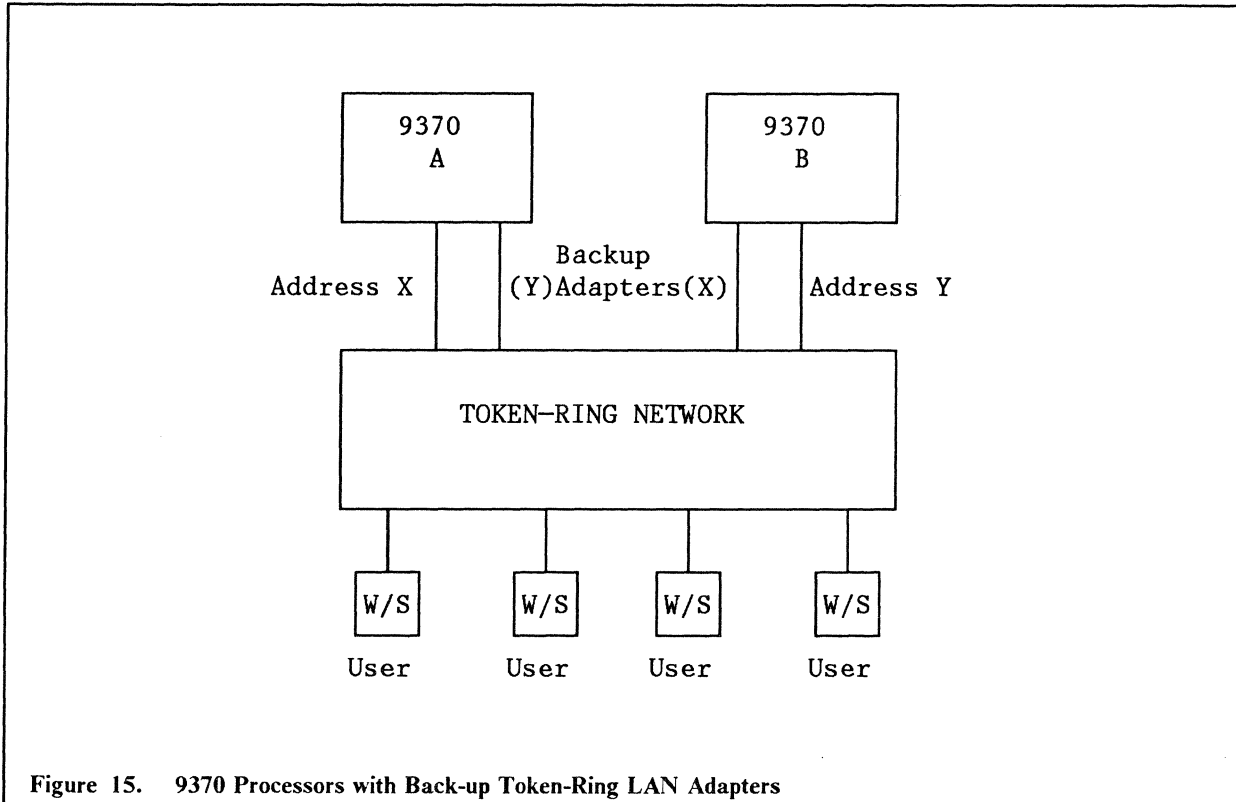 9370
A
9370
B
Backup
Address X
(Y)Adapters(X)
Address Y
TOKEN—RING NETWORK
W/S
W/S
W/S
W/S
User
User
User
User
Figure 15. 9370 Processors with Back-up Token-Ring LAN Adapters